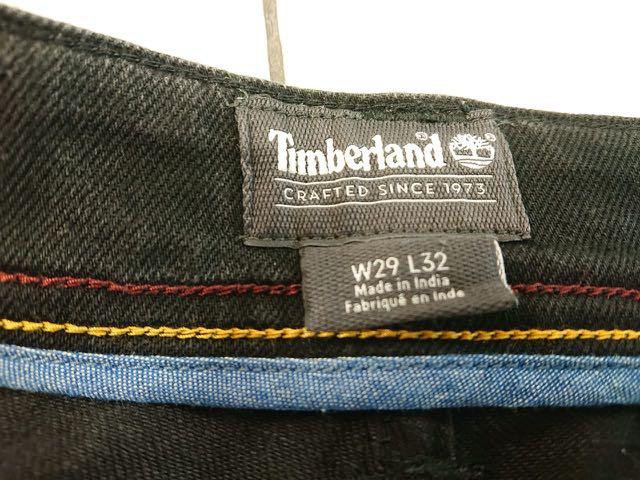 Timberland
CRAFTED SINCE 1973
W29 L32
Made in India
Fabriqué en Inde